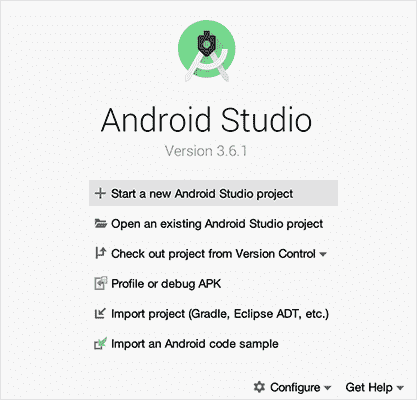 Android Studio
Version 3.6.1
Start a new Android Studio project
Open an existing Android Studio project
Check out project from Version Control
Profile or debug APK
Import project (Gradle, Eclipse ADT, etc.)
Import an Android code sample
Configure Get Help